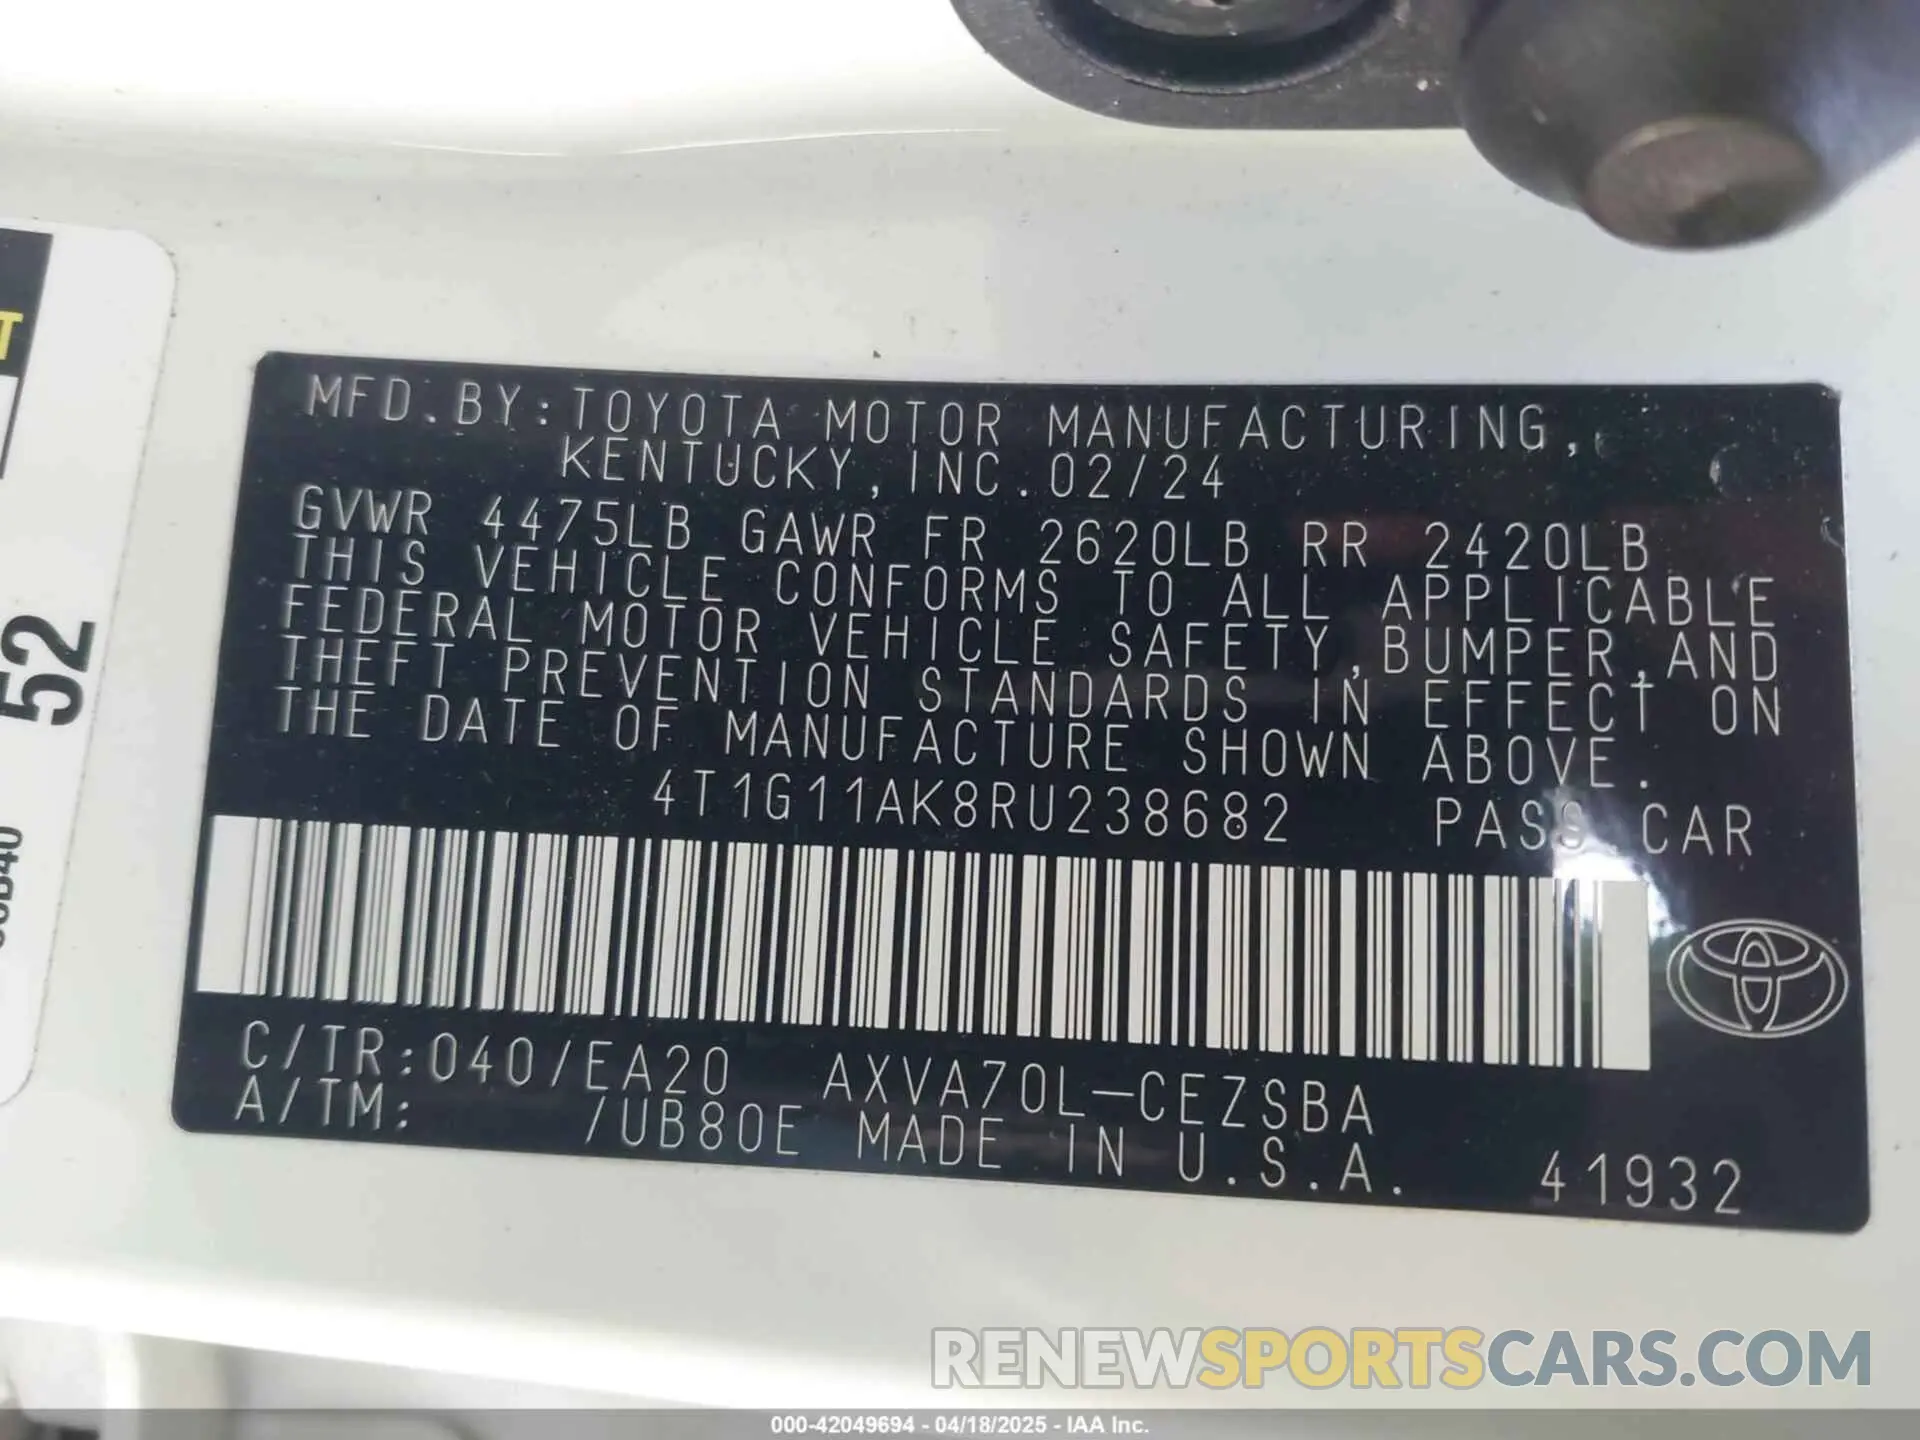 MFD.BY:TOYOTA MOTOR MANUFACTURING,
KENTUCKY,INC.02/24
GVWR 4475LB GAWR FR 2620LB RR 2420LB
THIS VEHICLE CONFORMS TO ALL APPLICABLE
FEDERAL MOTOR VEHICLE SAFETY,BUMPER,AND
THEFT PREVENTION STANDARDS IN EFFECT ON
THE DATE OF MANUFACTURE SHOWN ABOVE.
4T1G11AK8RU238682 PASS CAR
C/TR:040/EA20 AXVA70L-CEZSBA
A/TM: /UB80E MADE IN U.S.A. 41932
52
RENEWSPORTSCARS.COM
000-42049694 - 04/18/2025 - IAA Inc.